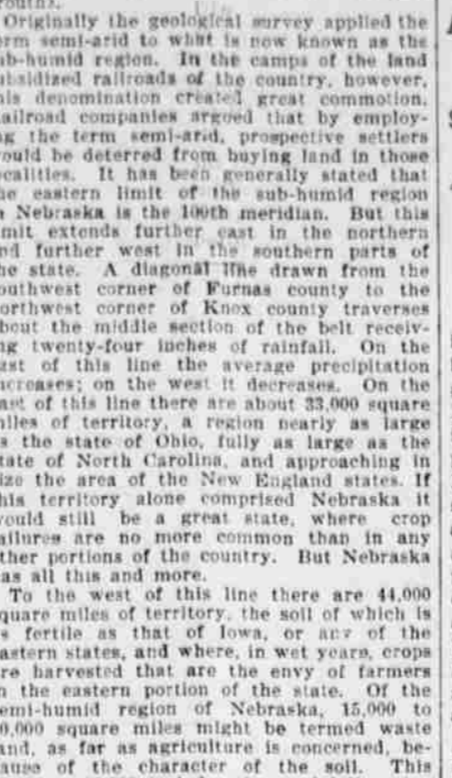 Originally the geological survey applied the
erm semi-arid to what is now known as the
ub-humid region. In the camps of the land
ubsidized railroads of the country, however,
his denomination created great commotion.
ailroad companies argued that by employ-
ng the term semi-arid, prospective settlers
ould be deterred from buying land in those
ocalities. It has been generally stated that
he eastern limit of the sub-humid region
n Nebraska is the 100th meridian. But this
imit extends further east in the northern
nd further west in the southern parts of
he state. A diagonal line drawn from the
outhwest corner of Furnas county to the
orthwest corner of Knox county traverses
bout the middle section of the belt receiv-
ng twenty-four inches of rainfall. On the
ast of this line the average precipitation
ncreases; on the west it decreases. On the
ast of this line there are about 33,000 square
miles of territory, a region nearly as large
s the state of Ohio, fully as large as the
tate of North Carolina, and approaching in
ize the area of the New England states. If
his territory alone comprised Nebraska it
ould still be a great state, where crop
ailures are no more common than in any
ther portions of the country. But Nebraska
as all this and more.
To the west of this line there are 44,000
quare miles of territory, the soil of which is
s fertile as that of Iowa, or any of the
astern states, and where, in wet years, crops
re harvested that are the envy of farmers
n the eastern portion of the state. Of the
emi-humid region of Nebraska, 15,000 to
0,000 square miles might be termed waste
and, as far as agriculture is concerned, be-
ause of the character of the soil. This